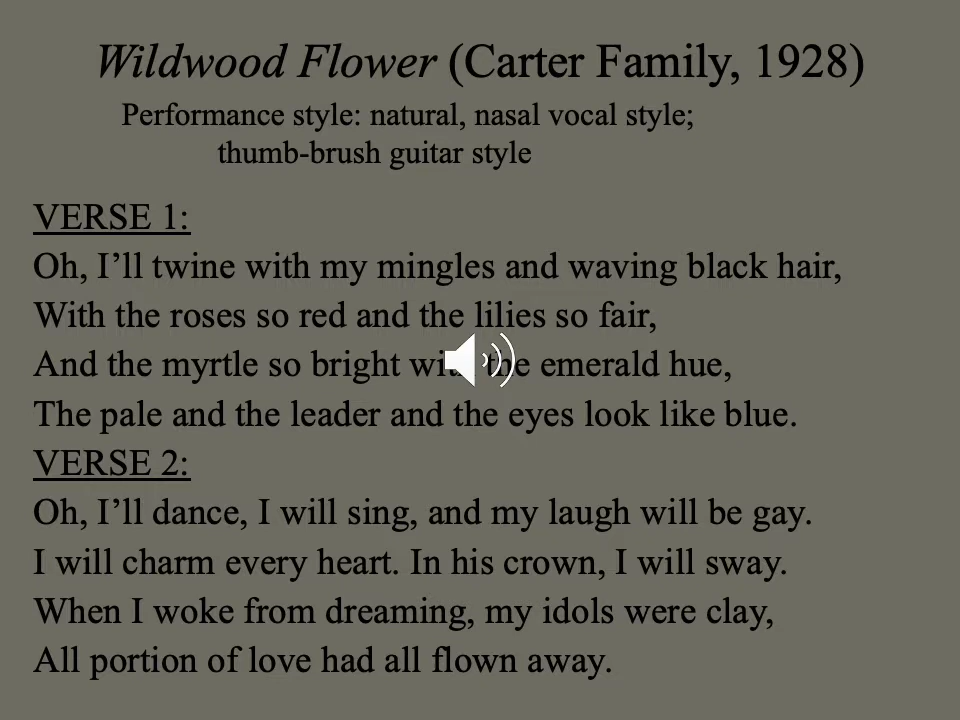 Wildwood Flower (Carter Family, 1928)
Performance style: natural, nasal vocal style;
thumb-brush guitar style
VERSE 1:
Oh, I’ll twine with my mingles and waving black hair,
With the roses so red and the lilies so fair,
And the myrtle so bright with the emerald hue,
The pale and the leader and the eyes look like blue.
VERSE 2:
Oh, I’ll dance, I will sing, and my laugh will be gay.
I will charm every heart. In his crown, I will sway.
When I woke from dreaming, my idols were clay,
All portion of love had all flown away.